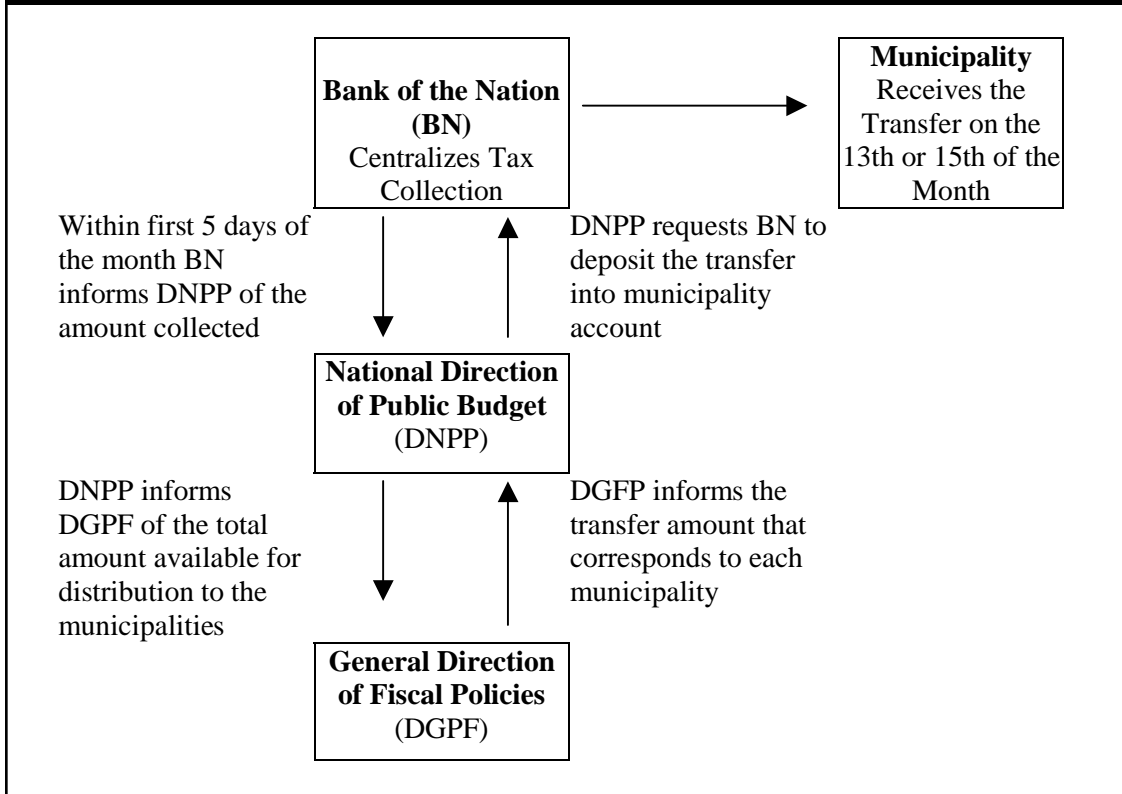 Bank of the Nation
(BN)
Centralizes Tax
Collection
Municipality
Receives the
Transfer on the
13th or 15th of the
Month
Within first 5 days of
the month BN
informs DNPP of the
amount collected
DNPP requests BN to
deposit the transfer
into municipality
account
National Direction
of Public Budget
(DNPP)
DNPP informs
DGPF of the total
amount available for
distribution to the
municipalities
DGFP informs the
transfer amount that
corresponds to each
municipality
General Direction
of Fiscal Policies
(DGPF)